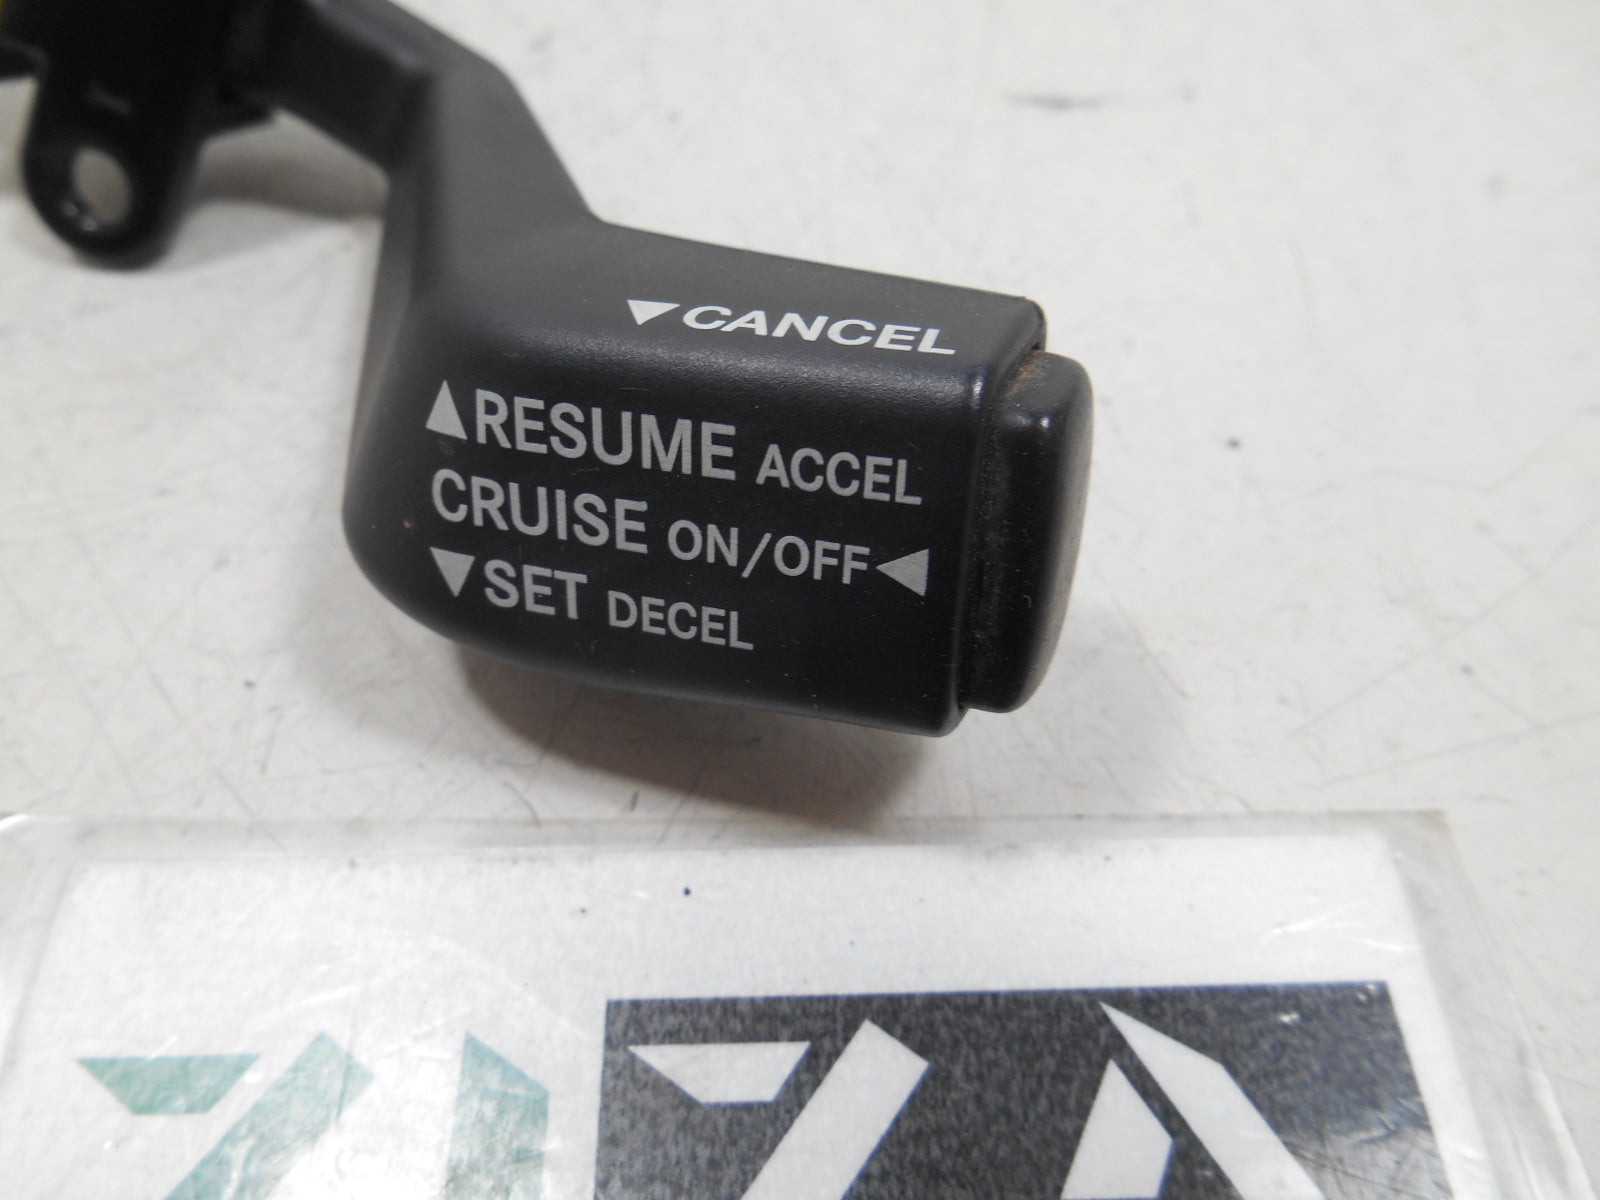 ▼CANCEL
▲RESUME ACCEL
CRUISE ON/OFF◀
▼SET DECEL